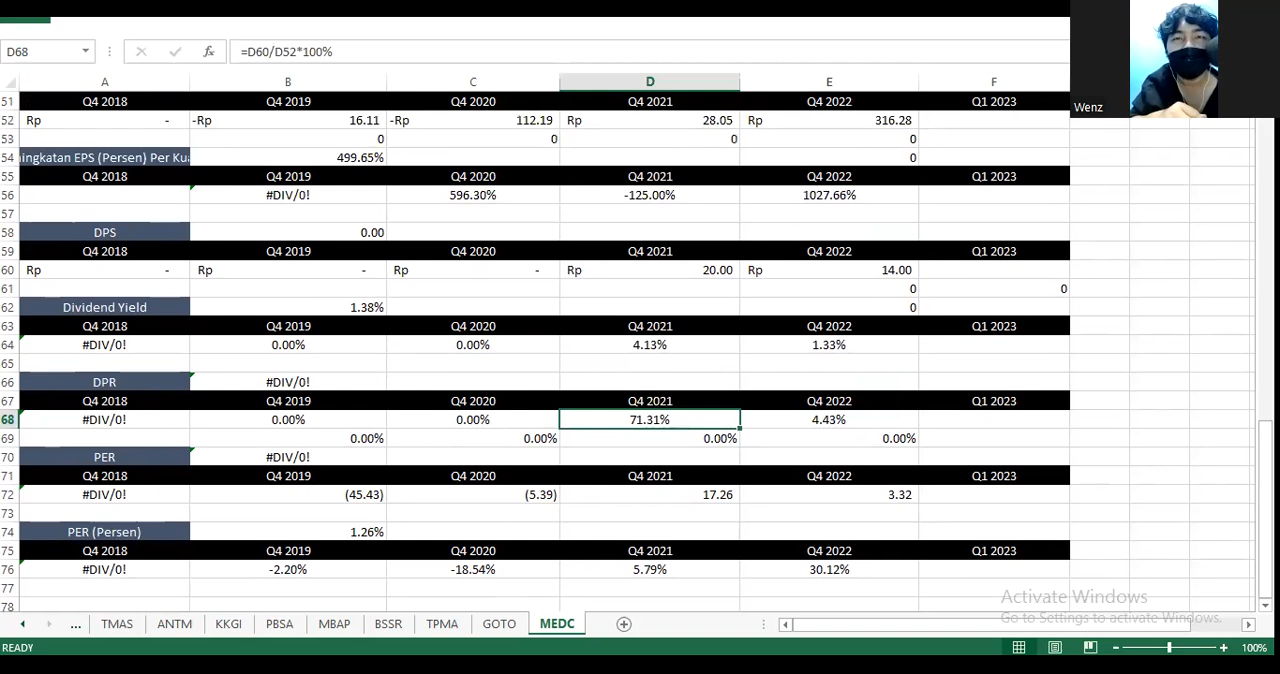 D68 =D60/D52*100%
Wenz
A B C D E F
51 Q4 2018 Q4 2019 Q4 2020 Q4 2021 Q4 2022 Q1 2023
52 Rp - -Rp 16.11 -Rp 112.19 Rp 28.05 Rp 316.28
53 0 0 0 0
54 ningkatan EPS (Persen) Per Kua 499.65% 0
55 Q4 2018 Q4 2019 Q4 2020 Q4 2021 Q4 2022 Q1 2023
56 #DIV/0! 596.30% -125.00% 1027.66%
57
58 DPS 0.00
59 Q4 2018 Q4 2019 Q4 2020 Q4 2021 Q4 2022 Q1 2023
60 Rp - Rp - Rp - Rp 20.00 Rp 14.00
61 0 0
62 Dividend Yield 1.38% 0
63 Q4 2018 Q4 2019 Q4 2020 Q4 2021 Q4 2022 Q1 2023
64 #DIV/0! 0.00% 0.00% 4.13% 1.33%
65
66 DPR #DIV/0!
67 Q4 2018 Q4 2019 Q4 2020 Q4 2021 Q4 2022 Q1 2023
68 #DIV/0! 0.00% 0.00% 71.31% 4.43%
69 0.00% 0.00% 0.00% 0.00%
70 PER #DIV/0!
71 Q4 2018 Q4 2019 Q4 2020 Q4 2021 Q4 2022 Q1 2023
72 #DIV/0! (45.43) (5.39) 17.26 3.32
73
74 PER (Persen) 1.26%
75 Q4 2018 Q4 2019 Q4 2020 Q4 2021 Q4 2022 Q1 2023
76 #DIV/0! -2.20% -18.54% 5.79% 30.12%
77
78
Activate Windows
Go to Settings to activate Windows.
... TMAS ANTM KKGI PBSA UNAP BSSR TPMA GOTO MEDC
READY 100%